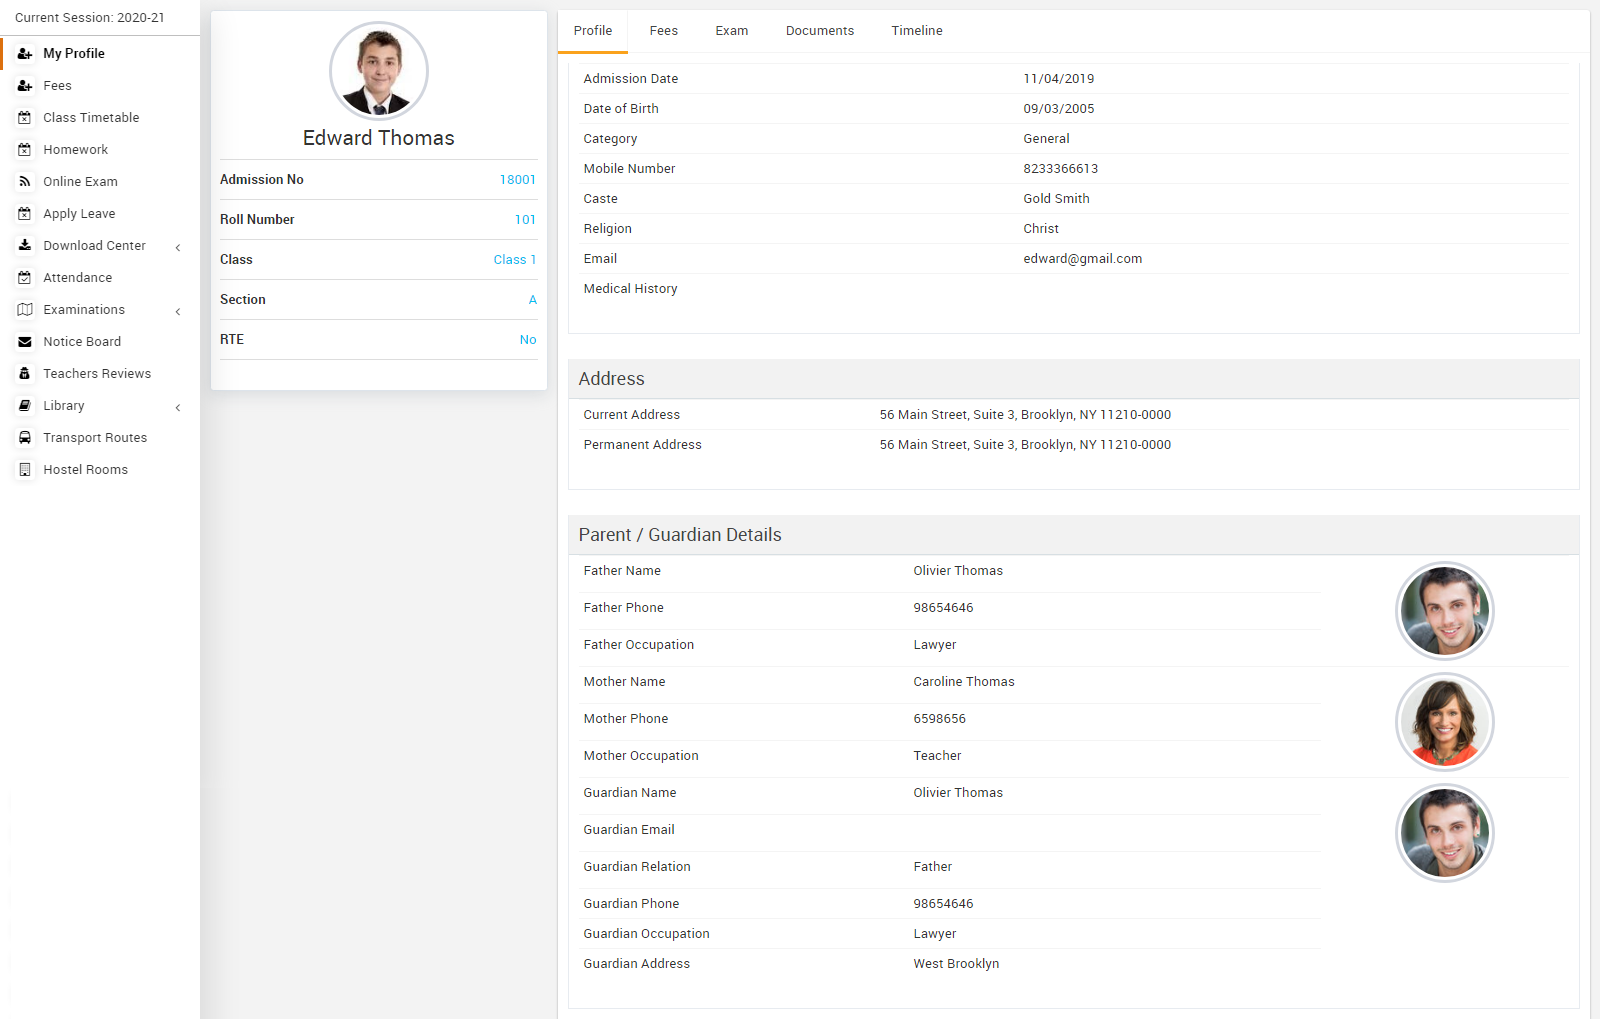 Current Session: 2020-21
My Profile
Fees
Class Timetable
Homework
Online Exam
Apply Leave
Download Center
Attendance
Examinations
Notice Board
Teachers Reviews
Library
Transport Routes
Hostel Rooms
Edward Thomas
Admission No 18001
Roll Number 101
Class Class 1
Section A
RTE No
Profile Fees Exam Documents Timeline
Admission Date 11/04/2019
Date of Birth 09/03/2005
Category General
Mobile Number 8233366613
Caste Gold Smith
Religion Christ
Email edward@gmail.com
Medical History
Address
Current Address 56 Main Street, Suite 3, Brooklyn, NY 11210-0000
Permanent Address 56 Main Street, Suite 3, Brooklyn, NY 11210-0000
Parent / Guardian Details
Father Name Olivier Thomas
Father Phone 98654646
Father Occupation Lawyer
Mother Name Caroline Thomas
Mother Phone 6598656
Mother Occupation Teacher
Guardian Name Olivier Thomas
Guardian Email
Guardian Relation Father
Guardian Phone 98654646
Guardian Occupation Lawyer
Guardian Address West Brooklyn